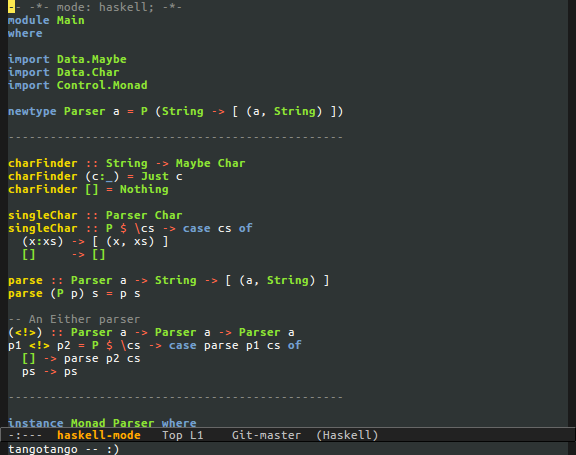 -- -*- mode: haskell; -*-
module Main
where

import Data.Maybe
import Data.Char
import Control.Monad

newtype Parser a = P (String -> [ (a, String) ])

------------------------------------------------

charFinder :: String -> Maybe Char
charFinder (c:_) = Just c
charFinder [] = Nothing

singleChar :: Parser Char
singleChar :: P $ \cs -> case cs of
  (x:xs) -> [ (x, xs) ]
  []     -> []

parse :: Parser a -> String -> [ (a, String) ]
parse (P p) s = p s

-- An Either parser
(<!>) :: Parser a -> Parser a -> Parser a
p1 <!> p2 = P $ \cs -> case parse p1 cs of
  [] -> parse p2 cs
  ps -> ps

------------------------------------------------

instance Monad Parser where
-:---  haskell-mode   Top L1    Git-master  (Haskell)
tangotango -- :)